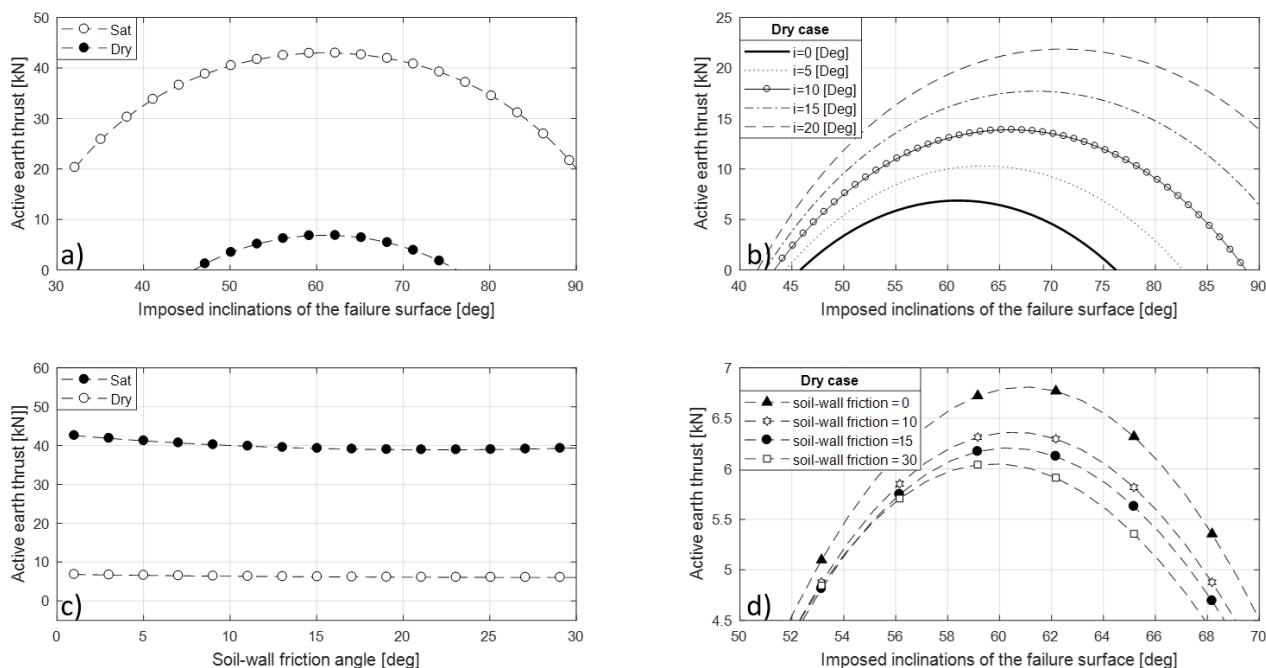 Active earth thrust [kN]
50
40
30
20
10
0
Sat
Dry
a)
30 40 50 60 70 80 90
Imposed inclinations of the failure surface [deg]
Active earth thrust [kN]
25
20
15
10
5
0
Dry case
i=0 [Deg]
i=5 [Deg]
i=10 [Deg]
i=15 [Deg]
i=20 [Deg]
b)
40 45 50 55 60 65 70 75 80 85 90
Imposed inclinations of the failure surface [deg]
Active earth thrust [kN]]
60
50
40
30
20
10
0
Sat
Dry
c)
0 5 10 15 20 25 30
Soil-wall friction angle [deg]
Active earth thrust [kN]
7
6.5
6
5.5
5
4.5
Dry case
soil-wall friction = 0
soil-wall friction = 10
soil-wall friction =15
soil-wall friction = 30
d)
50 52 54 56 58 60 62 64 66 68 70
Imposed inclinations of the failure surface [deg]